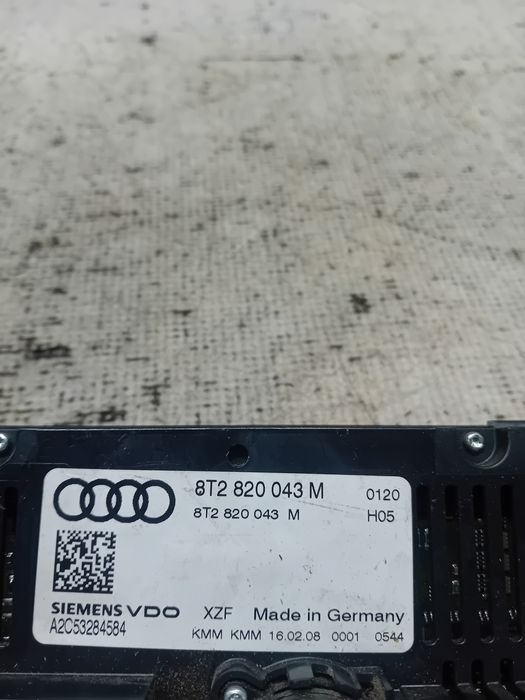 8T2 820 043 M 0120
8T2 820 043 M H05
SIEMENS VDO XZF Made in Germany
A2C53284584 KMM KMM 16.02.08 0001 0544